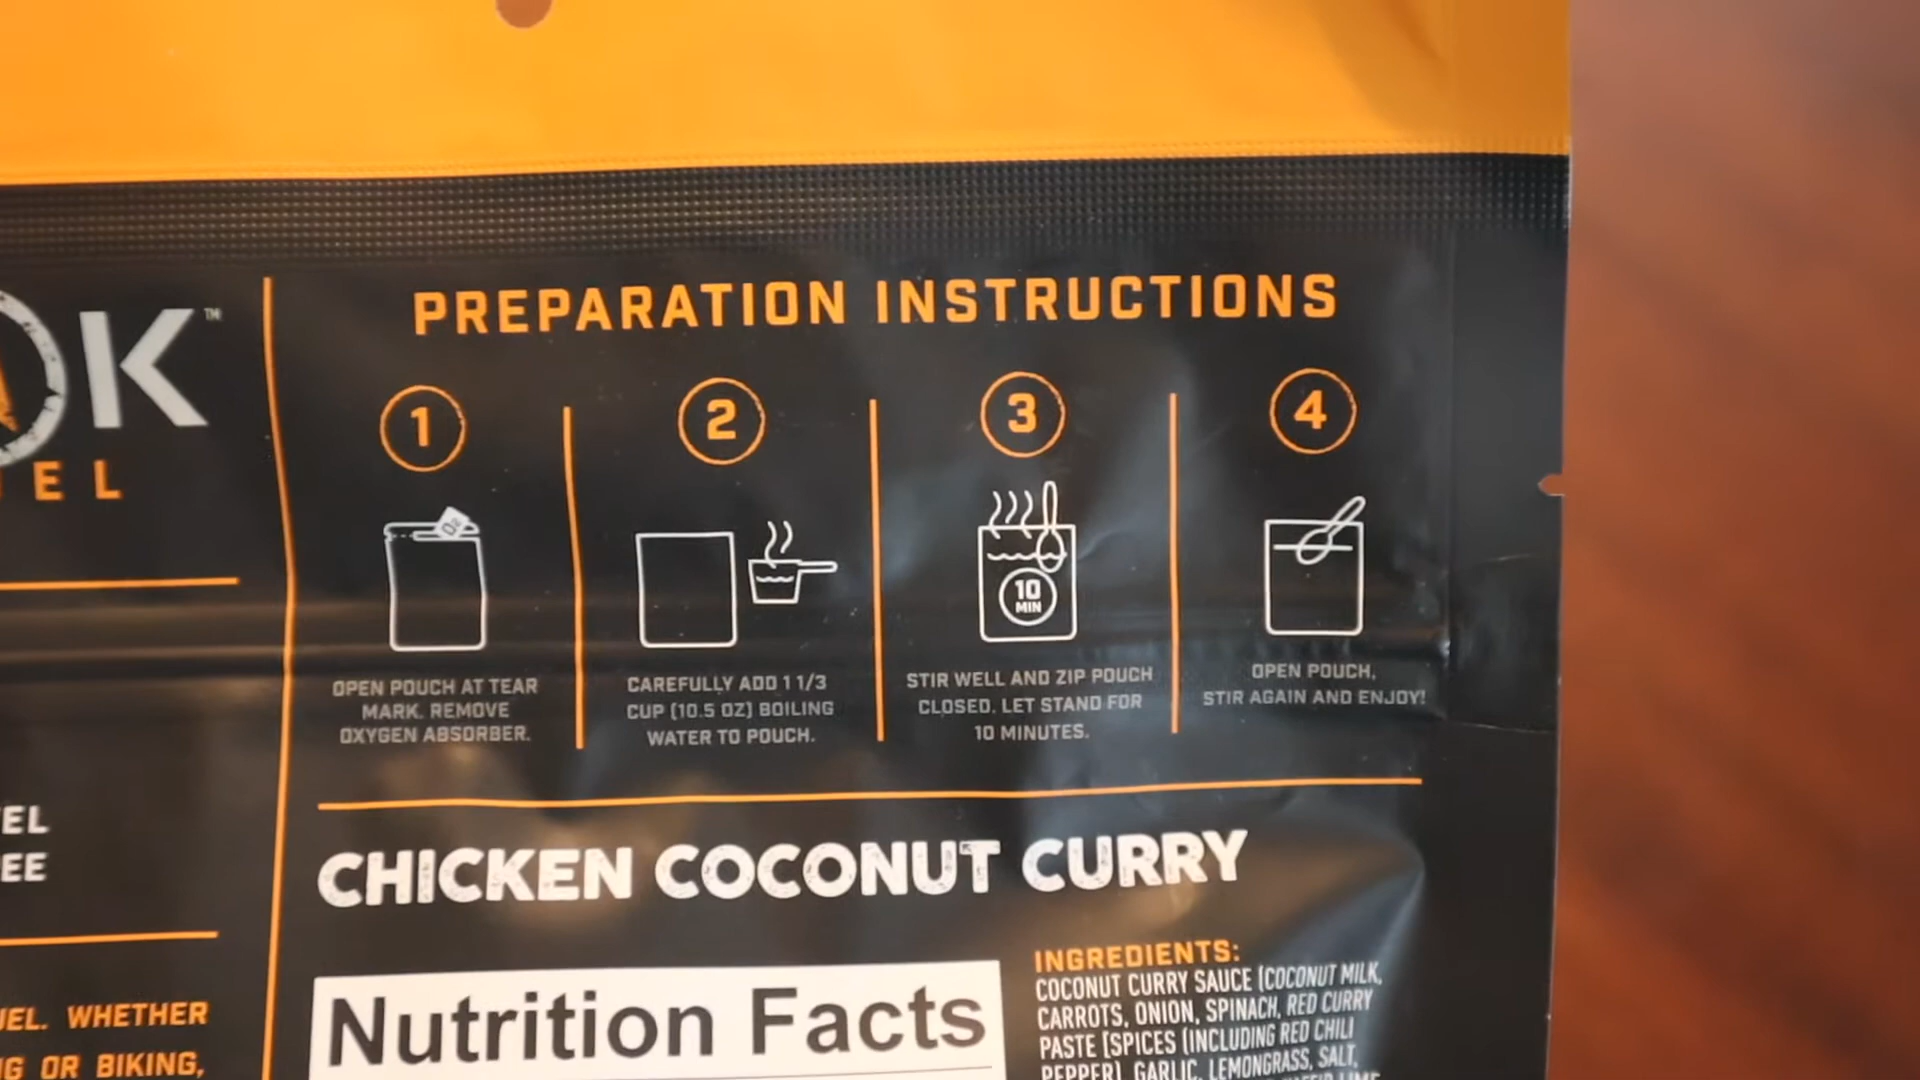 K™
EL
EL
EE
UEL. WHETHER
NG OR BIKING,
PREPARATION INSTRUCTIONS
1
O2
OPEN POUCH AT TEAR
MARK. REMOVE
OXYGEN ABSORBER.
2
CAREFULLY ADD 1 1/3
CUP (10.5 OZ) BOILING
WATER TO POUCH.
3
10
MIN
STIR WELL AND ZIP POUCH
CLOSED. LET STAND FOR
10 MINUTES.
4
OPEN POUCH,
STIR AGAIN AND ENJOY!
CHICKEN COCONUT CURRY
Nutrition Facts
INGREDIENTS:
COCONUT CURRY SAUCE (COCONUT MILK,
CARROTS, ONION, SPINACH, RED CURRY
PASTE [SPICES (INCLUDING RED CHILI
PEPPER), GARLIC, LEMONGRASS, SALT,